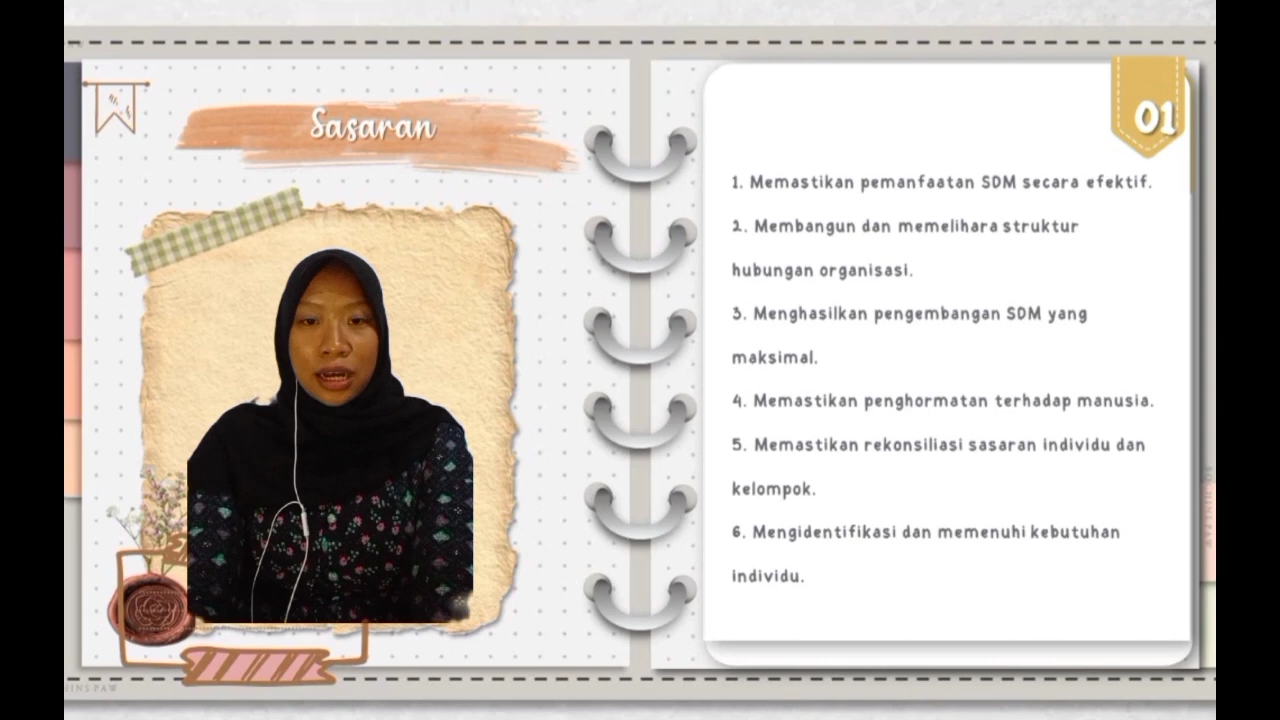 Sasaran
01
1. Memastikan pemanfaatan SDM secara efektif.
2. Membangun dan memelihara struktur
hubungan organisasi.
3. Menghasilkan pengembangan SDM yang
maksimal.
4. Memastikan penghormatan terhadap manusia.
5. Memastikan rekonsiliasi sasaran individu dan
kelompok.
6. Mengidentifikasi dan memenuhi kebutuhan
individu.